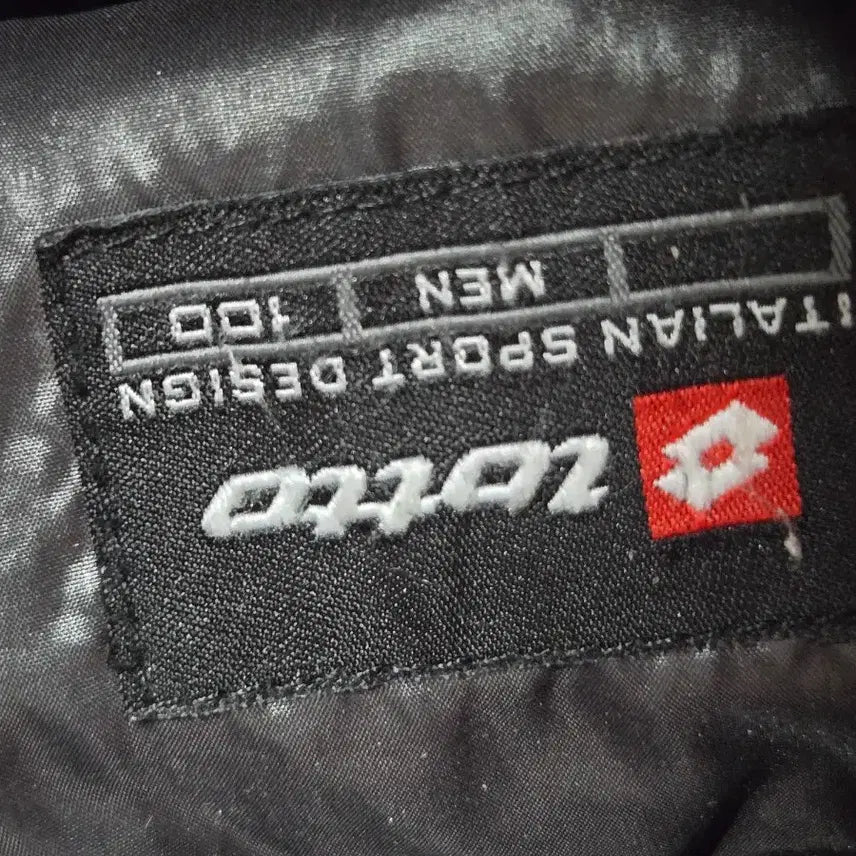 lotto
ITALIAN SPORT DESIGN
MEN 100